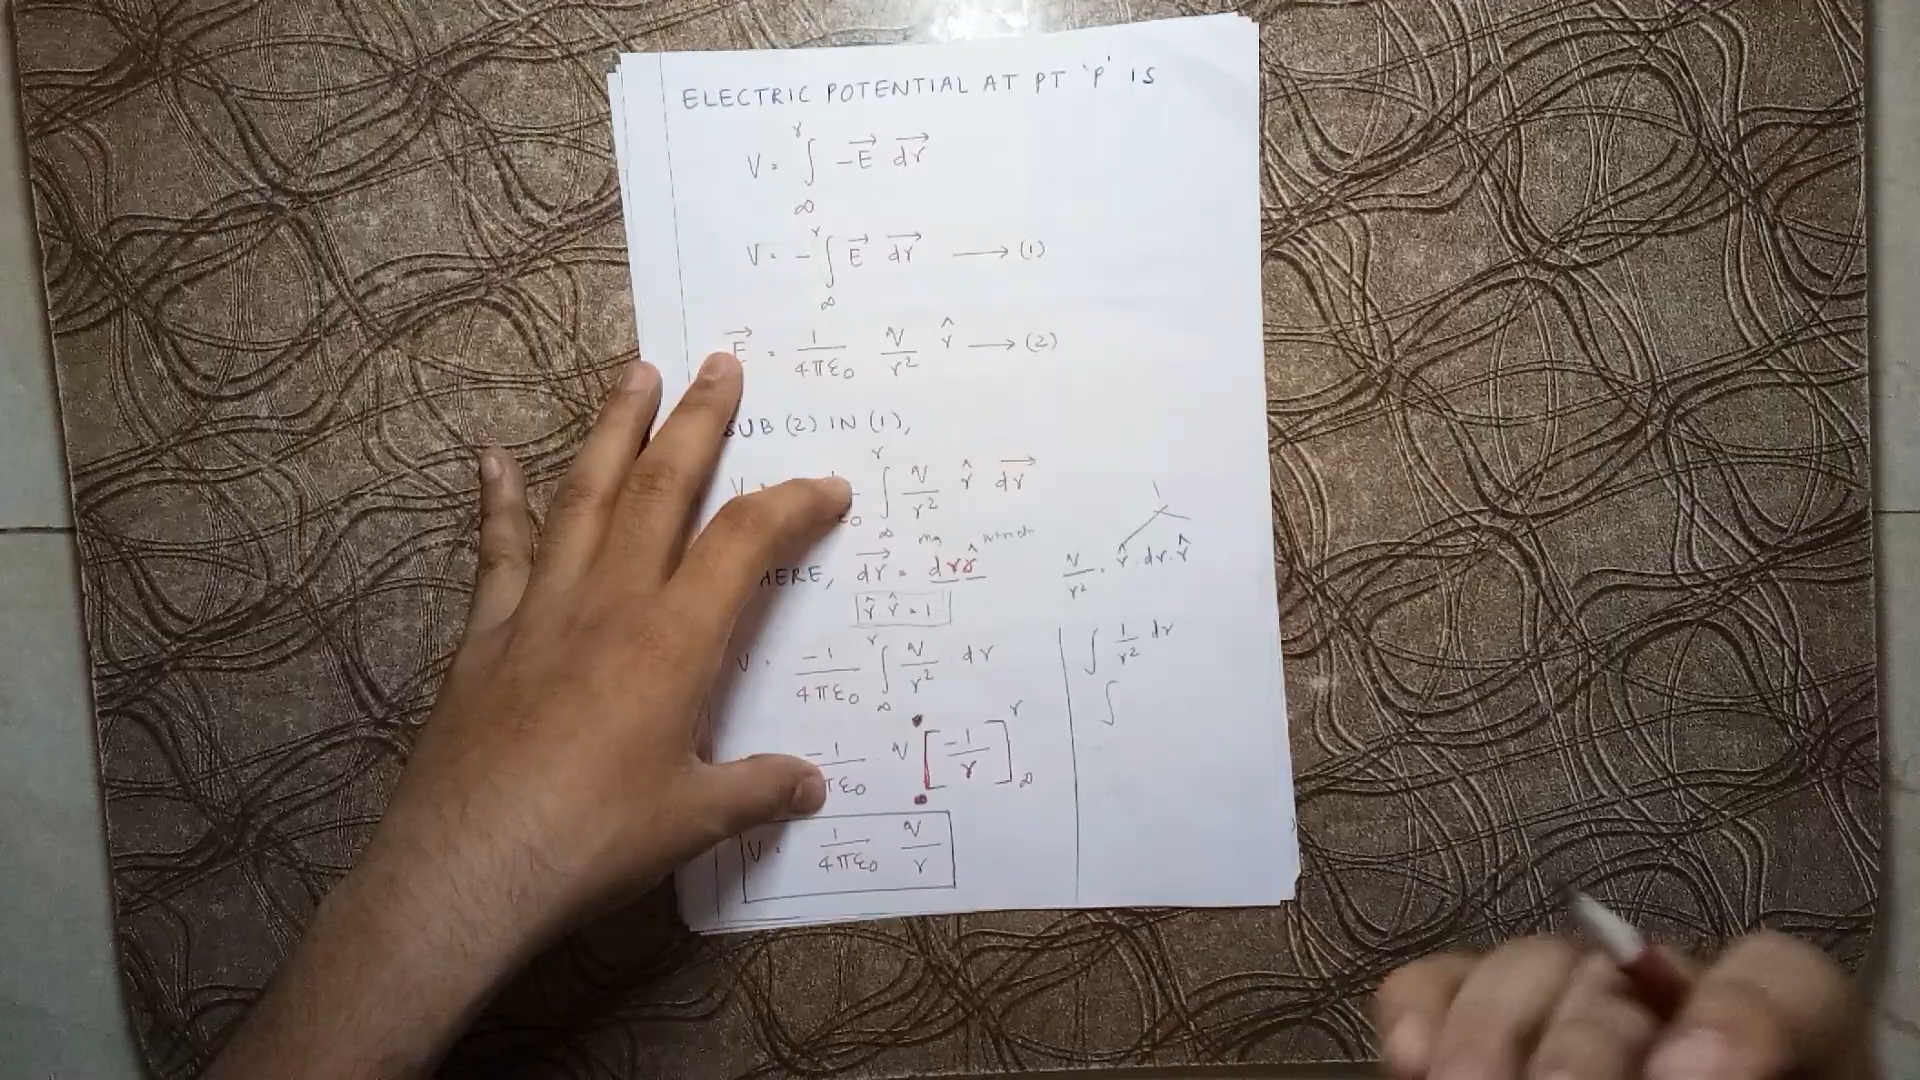 ELECTRIC POTENTIAL AT PT 'P' IS
V = ∫_∞^r -E⃗ dr⃗
V = - ∫_∞^r E⃗ dr⃗ ⟶ (1)
E⃗ = 1/4πε0 q/r² r̂ ⟶ (2)
SUB (2) IN (1),
V ∫_∞^r q/r² r̂ dr⃗
HERE, dr⃗ = dr r̂
r̂ r̂ = 1
q/r² · r̂ · dr · r̂
V = -1/4πε0 ∫_∞^r q/r² dr
∫ 1/r² dr
∫
-1/πε0 q [-1/r]_∞^r
V = 1/4πε0 q/r